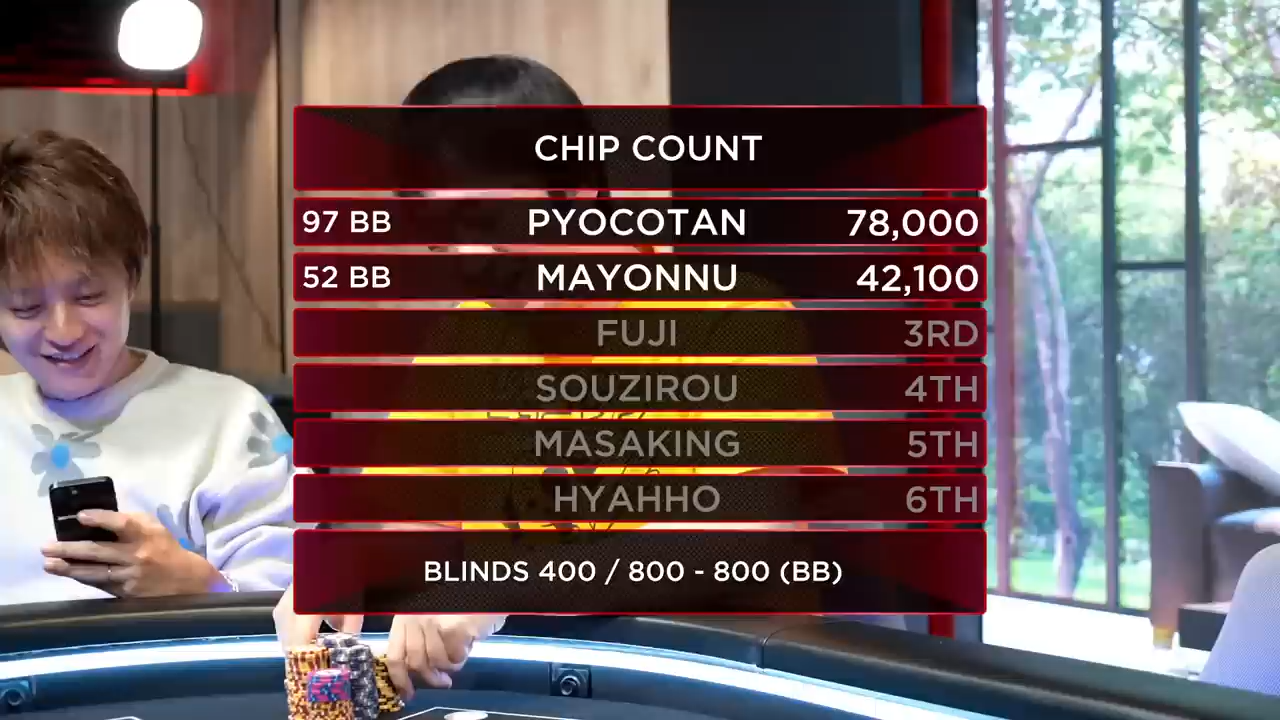 CHIP COUNT
97 BB PYOCOTAN 78,000
52 BB MAYONNU 42,100
FUJI 3RD
SOUZIROU 4TH
MASAKING 5TH
HYAHHO 6TH
BLINDS 400 / 800 - 800 (BB)